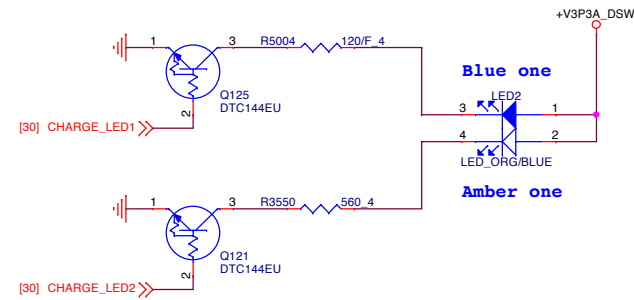 +V3P3A_DSW
1
3
R5004
120/F_4
Blue one
Q125
DTC144EU
2
[30] CHARGE_LED1
LED2
3
1
4
2
LED_ORG/BLUE
Amber one
1
3
R3550
560_4
Q121
DTC144EU
2
[30] CHARGE_LED2